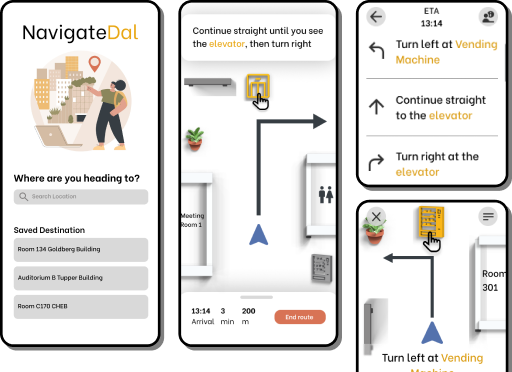 NavigateDal
Where are you heading to?
Search Location
Saved Destination
Room 134 Goldberg Building
Auditorium B Tupper Building
Room C170 CHEB
Continue straight until you see
the elevator, then turn right
Meeting
Room 1
13:14
Arrival
3
min
200
m
End route
ETA
13:14
Turn left at Vending
Machine
Continue straight
to the elevator
Turn right at the
elevator
Room
301
Turn left at Vending
Machine